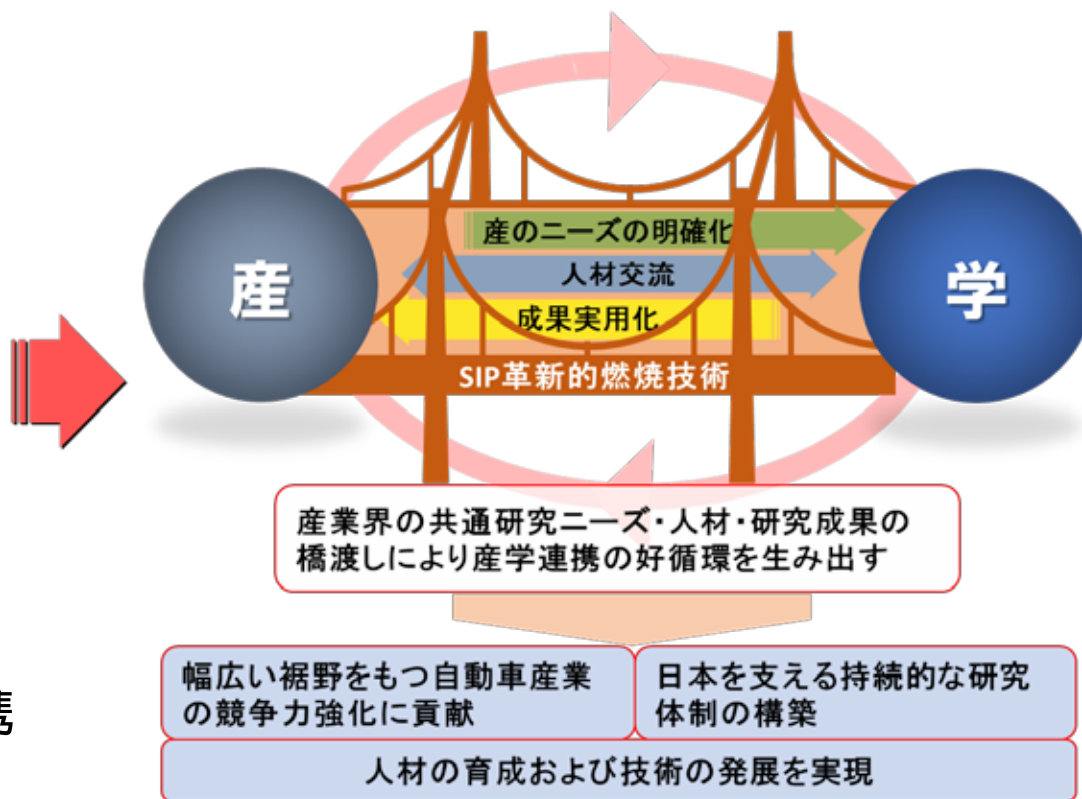 産のニーズの明確化
産
人材交流
学
成果実用化
SIP革新的燃焼技術
産業界の共通研究ニーズ・人材・研究成果の
橋渡しにより産学連携の好循環を生み出す
幅広い裾野をもつ自動車産業
の競争力強化に貢献
日本を支える持続的な研究
体制の構築
携
人材の育成および技術の発展を実現